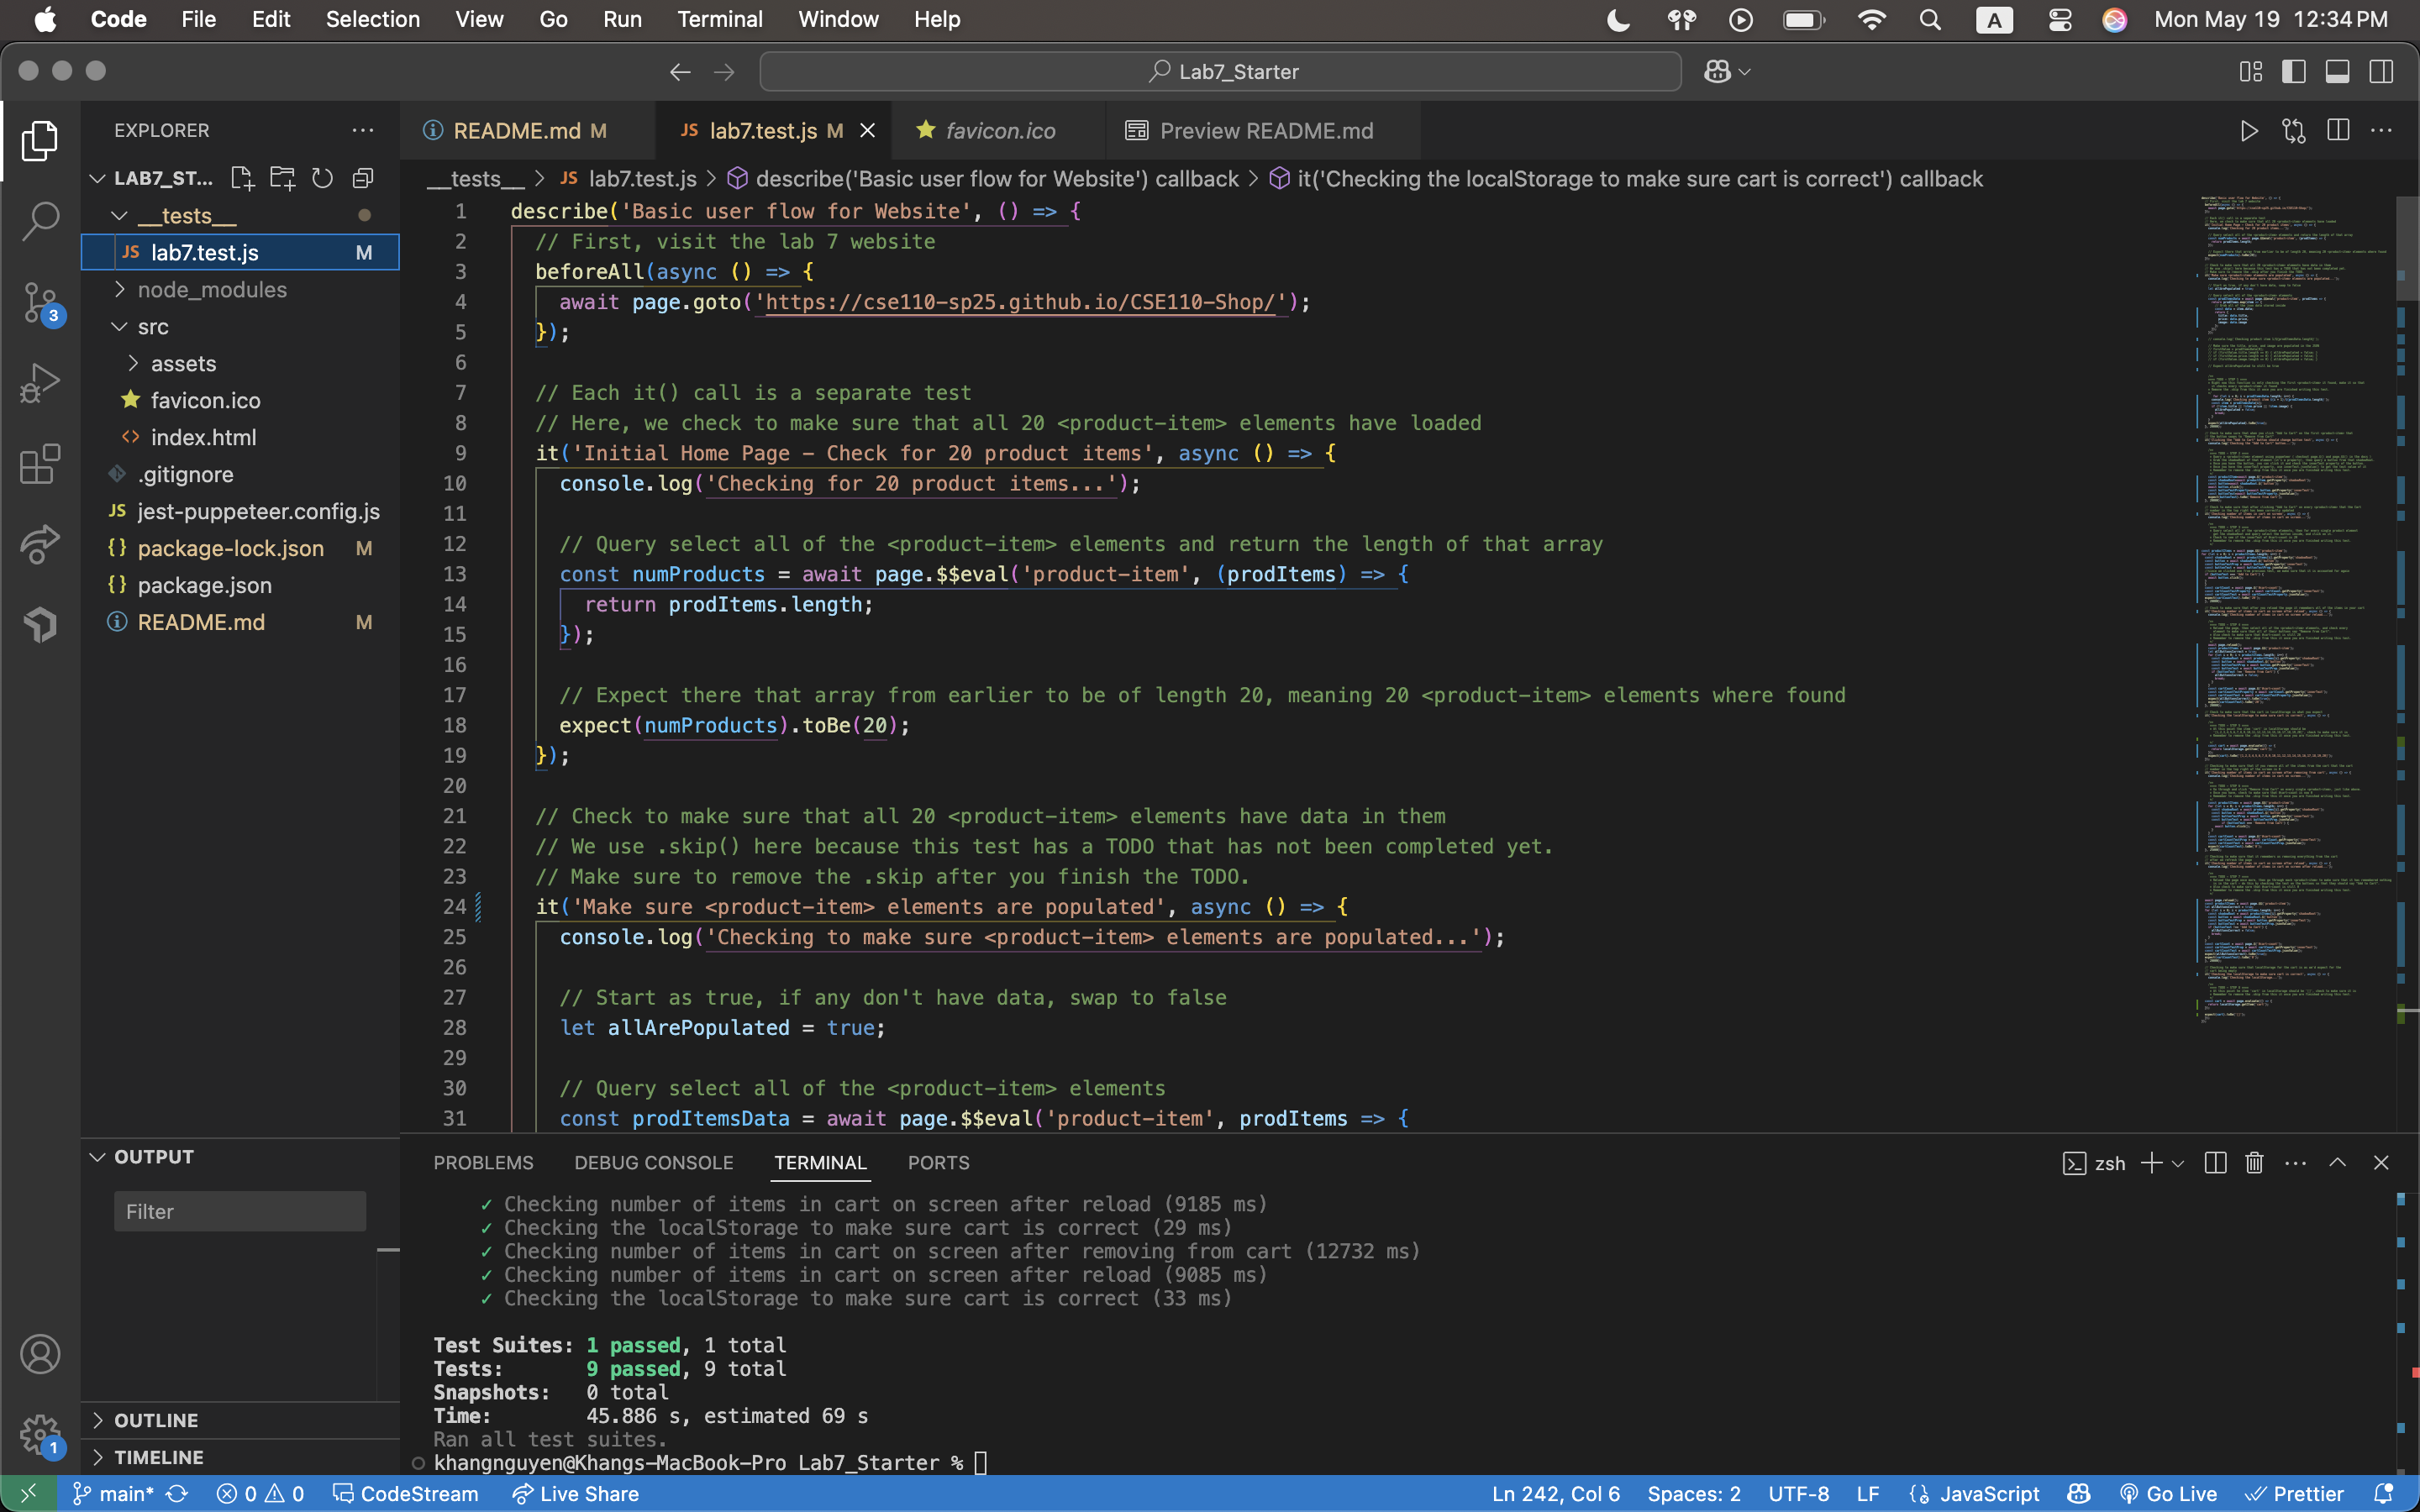 Code File Edit Selection View Go Run Terminal Window Help
A Mon May 19 12:34 PM
Lab7_Starter
EXPLORER
LAB7_ST...
__tests__
JS lab7.test.js M
node_modules
src
assets
favicon.ico
<> index.html
.gitignore
JS jest-puppeteer.config.js
{} package-lock.json M
{} package.json
README.md M
3
OUTPUT
Filter
OUTLINE
TIMELINE
1
README.md M
JS lab7.test.js M
favicon.ico
Preview README.md
__tests__ > JS lab7.test.js > describe('Basic user flow for Website') callback > it('Checking the localStorage to make sure cart is correct') callback
1 describe('Basic user flow for Website', () => {
2 // First, visit the lab 7 website
3 beforeAll(async () => {
4 await page.goto('https://cse110-sp25.github.io/CSE110-Shop/');
5 });
6
7 // Each it() call is a separate test
8 // Here, we check to make sure that all 20 <product-item> elements have loaded
9 it('Initial Home Page - Check for 20 product items', async () => {
10 console.log('Checking for 20 product items...');
11
12 // Query select all of the <product-item> elements and return the length of that array
13 const numProducts = await page.$$eval('product-item', (prodItems) => {
14 return prodItems.length;
15 });
16
17 // Expect there that array from earlier to be of length 20, meaning 20 <product-item> elements where found
18 expect(numProducts).toBe(20);
19 });
20
21 // Check to make sure that all 20 <product-item> elements have data in them
22 // We use .skip() here because this test has a TODO that has not been completed yet.
23 // Make sure to remove the .skip after you finish the TODO.
24 it('Make sure <product-item> elements are populated', async () => {
25 console.log('Checking to make sure <product-item> elements are populated...');
26
27 // Start as true, if any don't have data, swap to false
28 let allArePopulated = true;
29
30 // Query select all of the <product-item> elements
31 const prodItemsData = await page.$$eval('product-item', prodItems => {
PROBLEMS DEBUG CONSOLE TERMINAL PORTS
zsh
✓ Checking number of items in cart on screen after reload (9185 ms)
✓ Checking the localStorage to make sure cart is correct (29 ms)
✓ Checking number of items in cart on screen after removing from cart (12732 ms)
✓ Checking number of items in cart on screen after reload (9085 ms)
✓ Checking the localStorage to make sure cart is correct (33 ms)
Test Suites: 1 passed, 1 total
Tests: 9 passed, 9 total
Snapshots: 0 total
Time: 45.886 s, estimated 69 s
Ran all test suites.
khangnguyen@Khangs-MacBook-Pro Lab7_Starter %
main* 0 0 CodeStream Live Share
Ln 242, Col 6 Spaces: 2 UTF-8 LF JavaScript Go Live Prettier